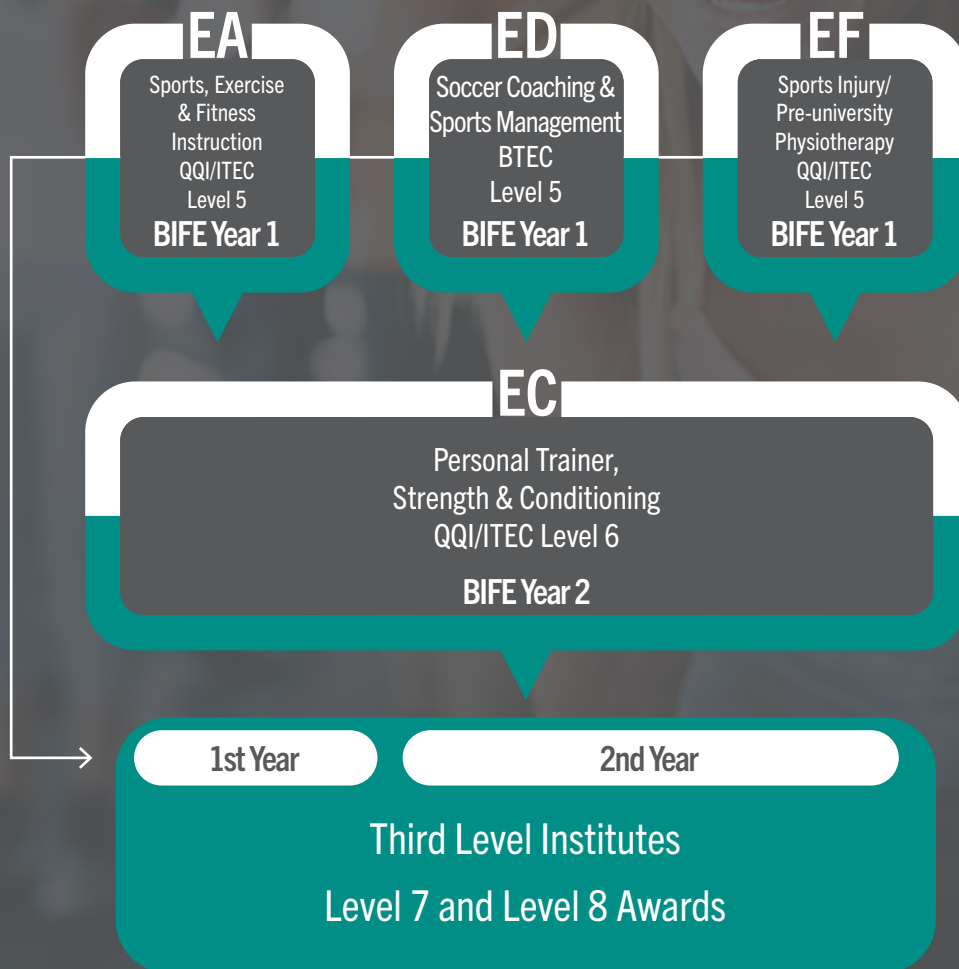 EA
Sports, Exercise
& Fitness
Instruction
QQI/ITEC
Level 5
BIFE Year 1
ED
Soccer Coaching &
Sports Management
BTEC
Level 5
BIFE Year 1
EF
Sports Injury/
Pre-university
Physiotherapy
QQI/ITEC
Level 5
BIFE Year 1
EC
Personal Trainer,
Strength & Conditioning
QQI/ITEC Level 6
BIFE Year 2
1st Year
2nd Year
Third Level Institutes
Level 7 and Level 8 Awards